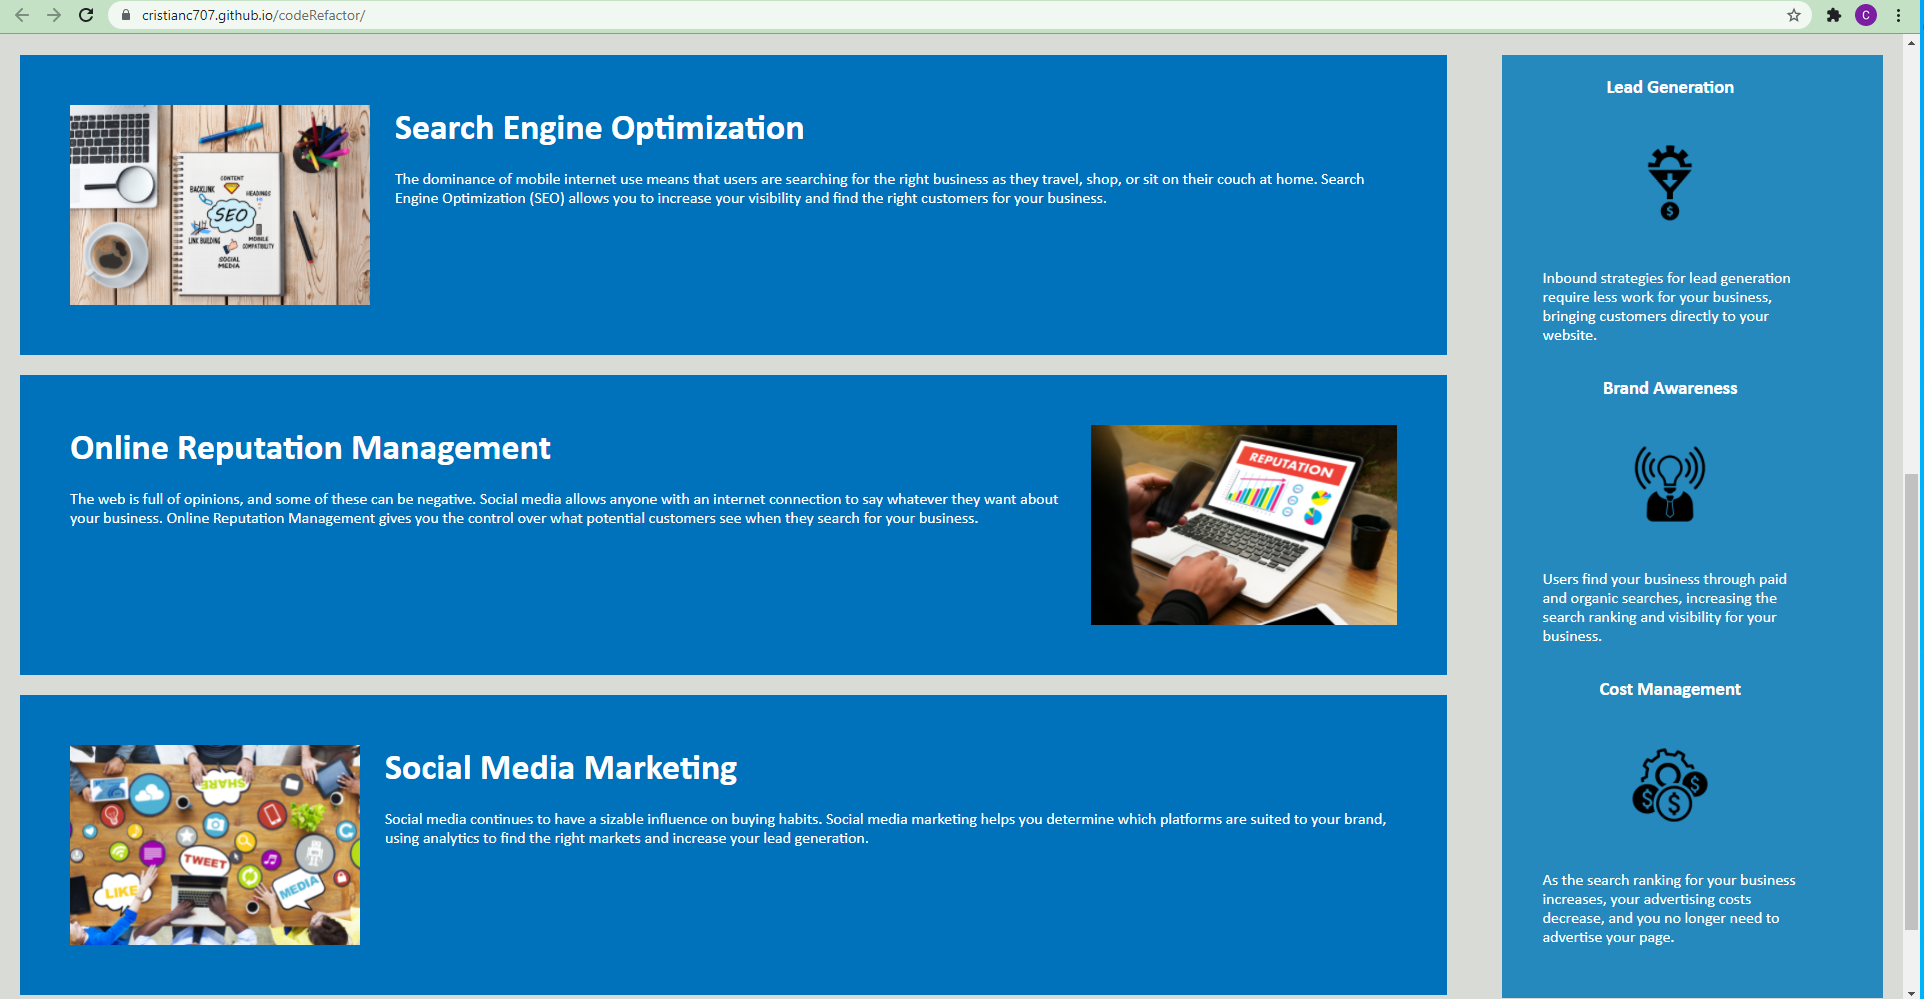 cristianc707.github.io/codeRefactor/
C
CONTENT
BACKLINK
HEADINGS
SEO
LINK BUILDING
MOBILE
COMPATIBILITY
SOCIAL
MEDIA
Search Engine Optimization
The dominance of mobile internet use means that users are searching for the right business as they travel, shop, or sit on their couch at home. Search
Engine Optimization (SEO) allows you to increase your visibility and find the right customers for your business.
Online Reputation Management
The web is full of opinions, and some of these can be negative. Social media allows anyone with an internet connection to say whatever they want about
your business. Online Reputation Management gives you the control over what potential customers see when they search for your business.
REPUTATION
SHARE
TWEET
LIKE
MEDIA
Social Media Marketing
Social media continues to have a sizable influence on buying habits. Social media marketing helps you determine which platforms are suited to your brand,
using analytics to find the right markets and increase your lead generation.
Lead Generation
$
Inbound strategies for lead generation
require less work for your business,
bringing customers directly to your
website.
Brand Awareness
Users find your business through paid
and organic searches, increasing the
search ranking and visibility for your
business.
Cost Management
$ $ $
As the search ranking for your business
increases, your advertising costs
decrease, and you no longer need to
advertise your page.